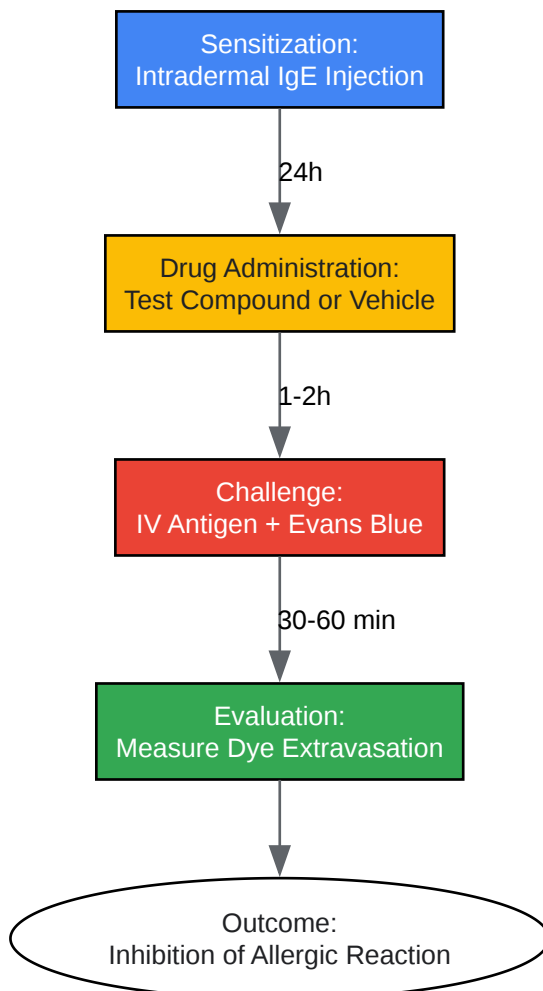 Sensitization:
Intradermal IgE Injection
24h
Drug Administration:
Test Compound or Vehicle
1-2h
Challenge:
IV Antigen + Evans Blue
30-60 min
Evaluation:
Measure Dye Extravasation
Outcome:
Inhibition of Allergic Reaction